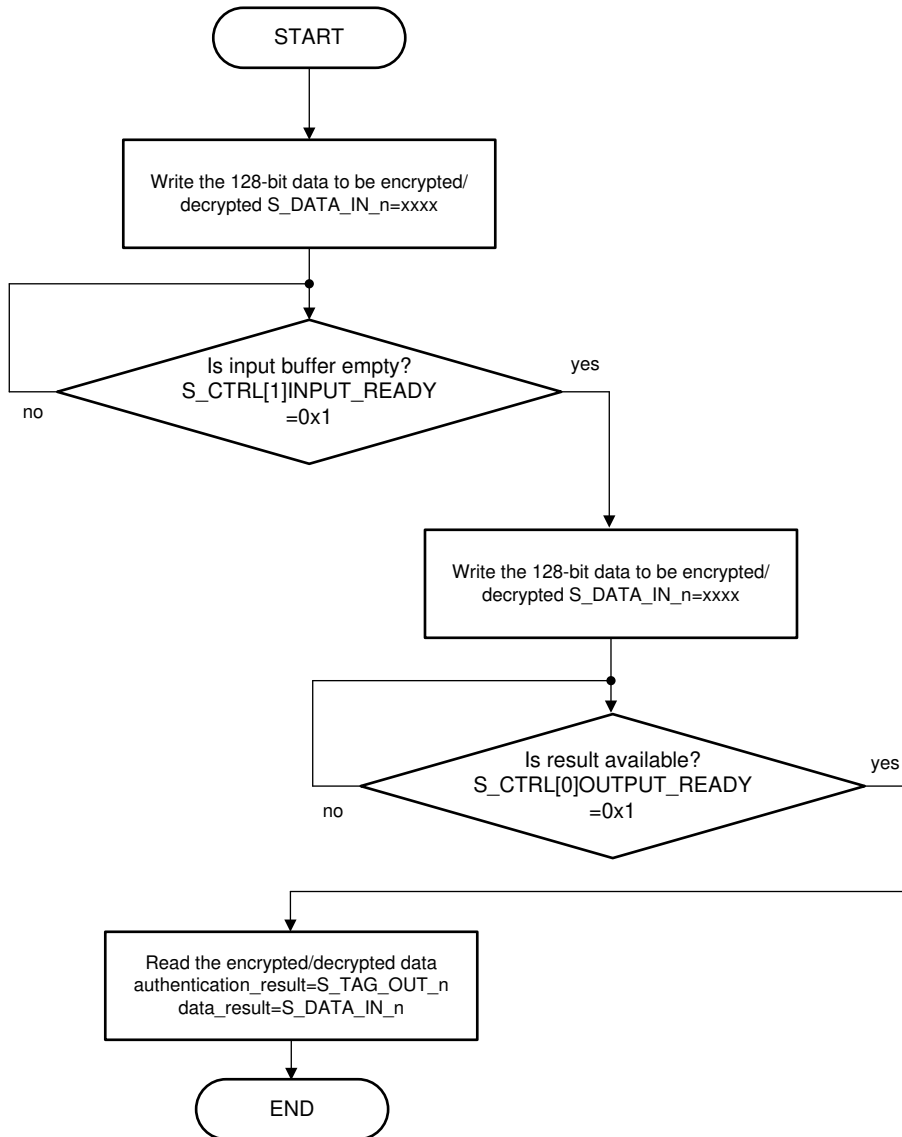 START
Write the 128-bit data to be encrypted/
decrypted S_DATA_IN_n=xxxx
Is input buffer empty?
S_CTRL[1]INPUT_READY
=0x1
yes
no
Write the 128-bit data to be encrypted/
decrypted S_DATA_IN_n=xxxx
Is result available?
S_CTRL[0]OUTPUT_READY
=0x1
yes
no
Read the encrypted/decrypted data
authentication_result=S_TAG_OUT_n
data_result=S_DATA_IN_n
END